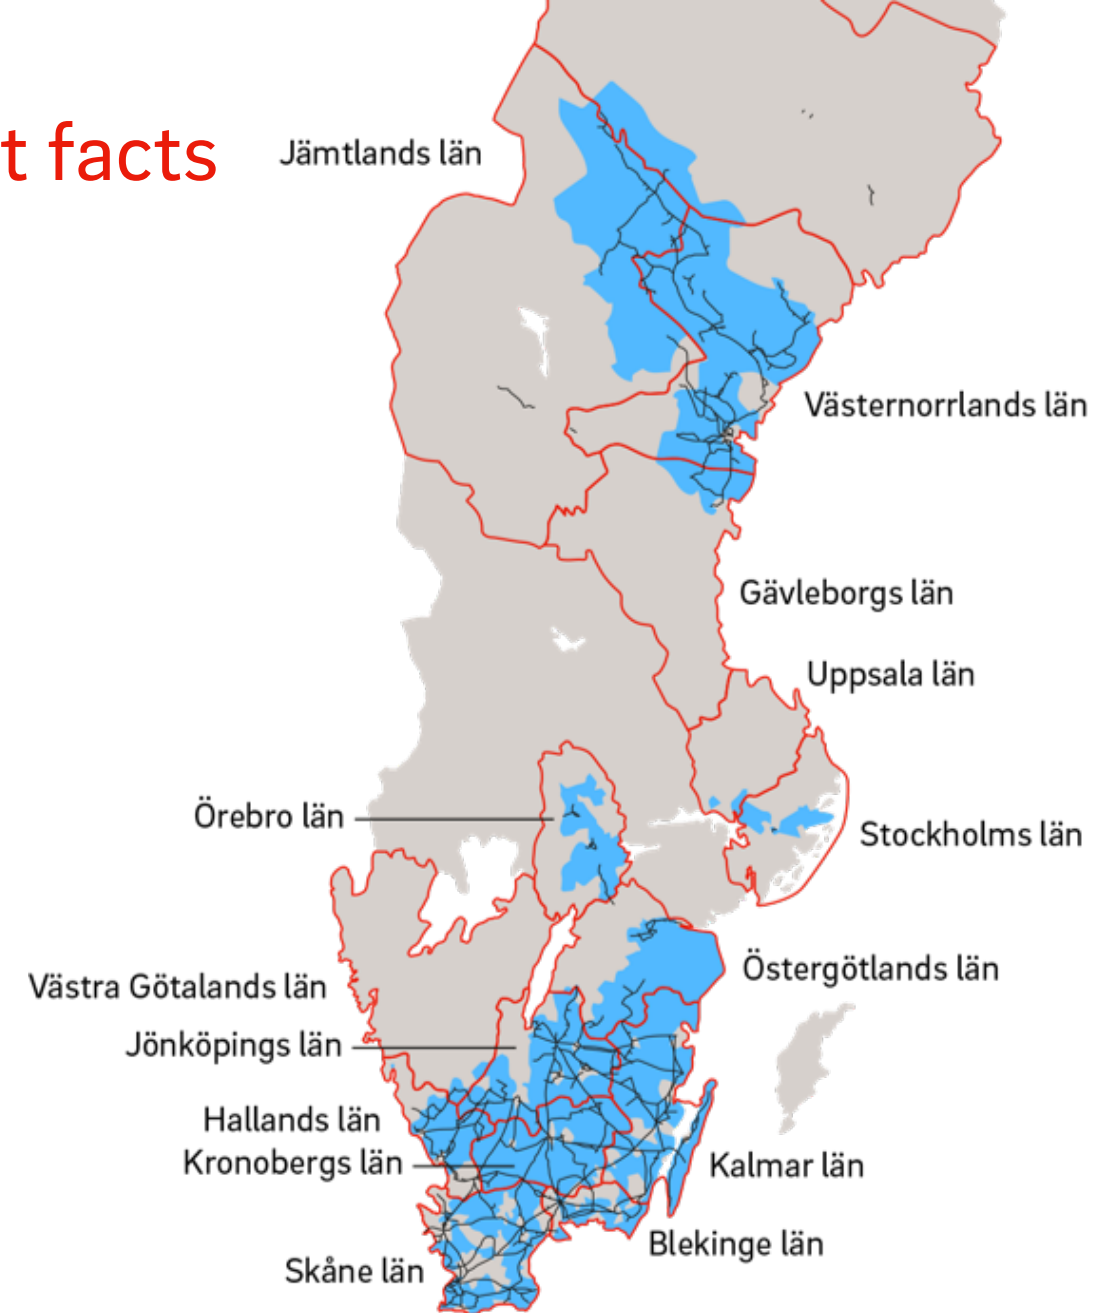 t facts
Jämtlands län
Västernorrlands län
Gävleborgs län
Uppsala län
Örebro län
Stockholms län
Östergötlands län
Västra Götalands län
Jönköpings län
Hallands län
Kronobergs län
Kalmar län
Blekinge län
Skåne län